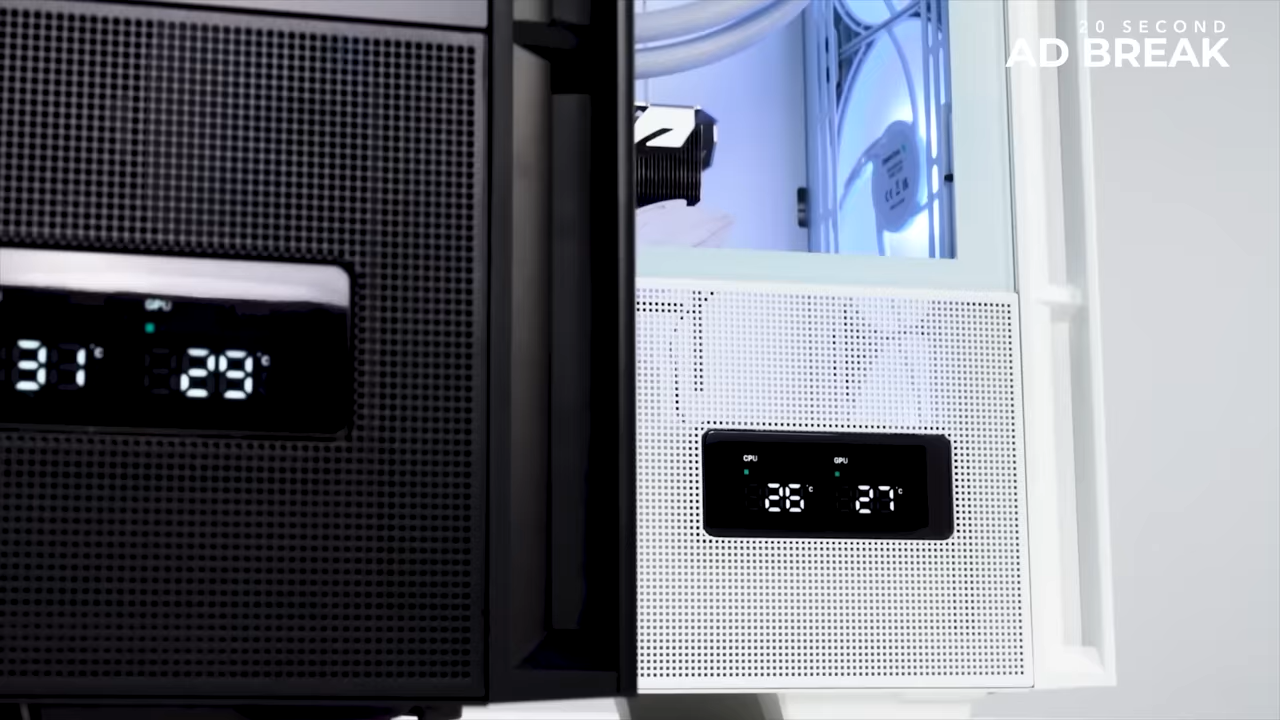 20 SECOND
AD BREAK
GPU
31°C 29°C
CPU GPU
26°C 27°C